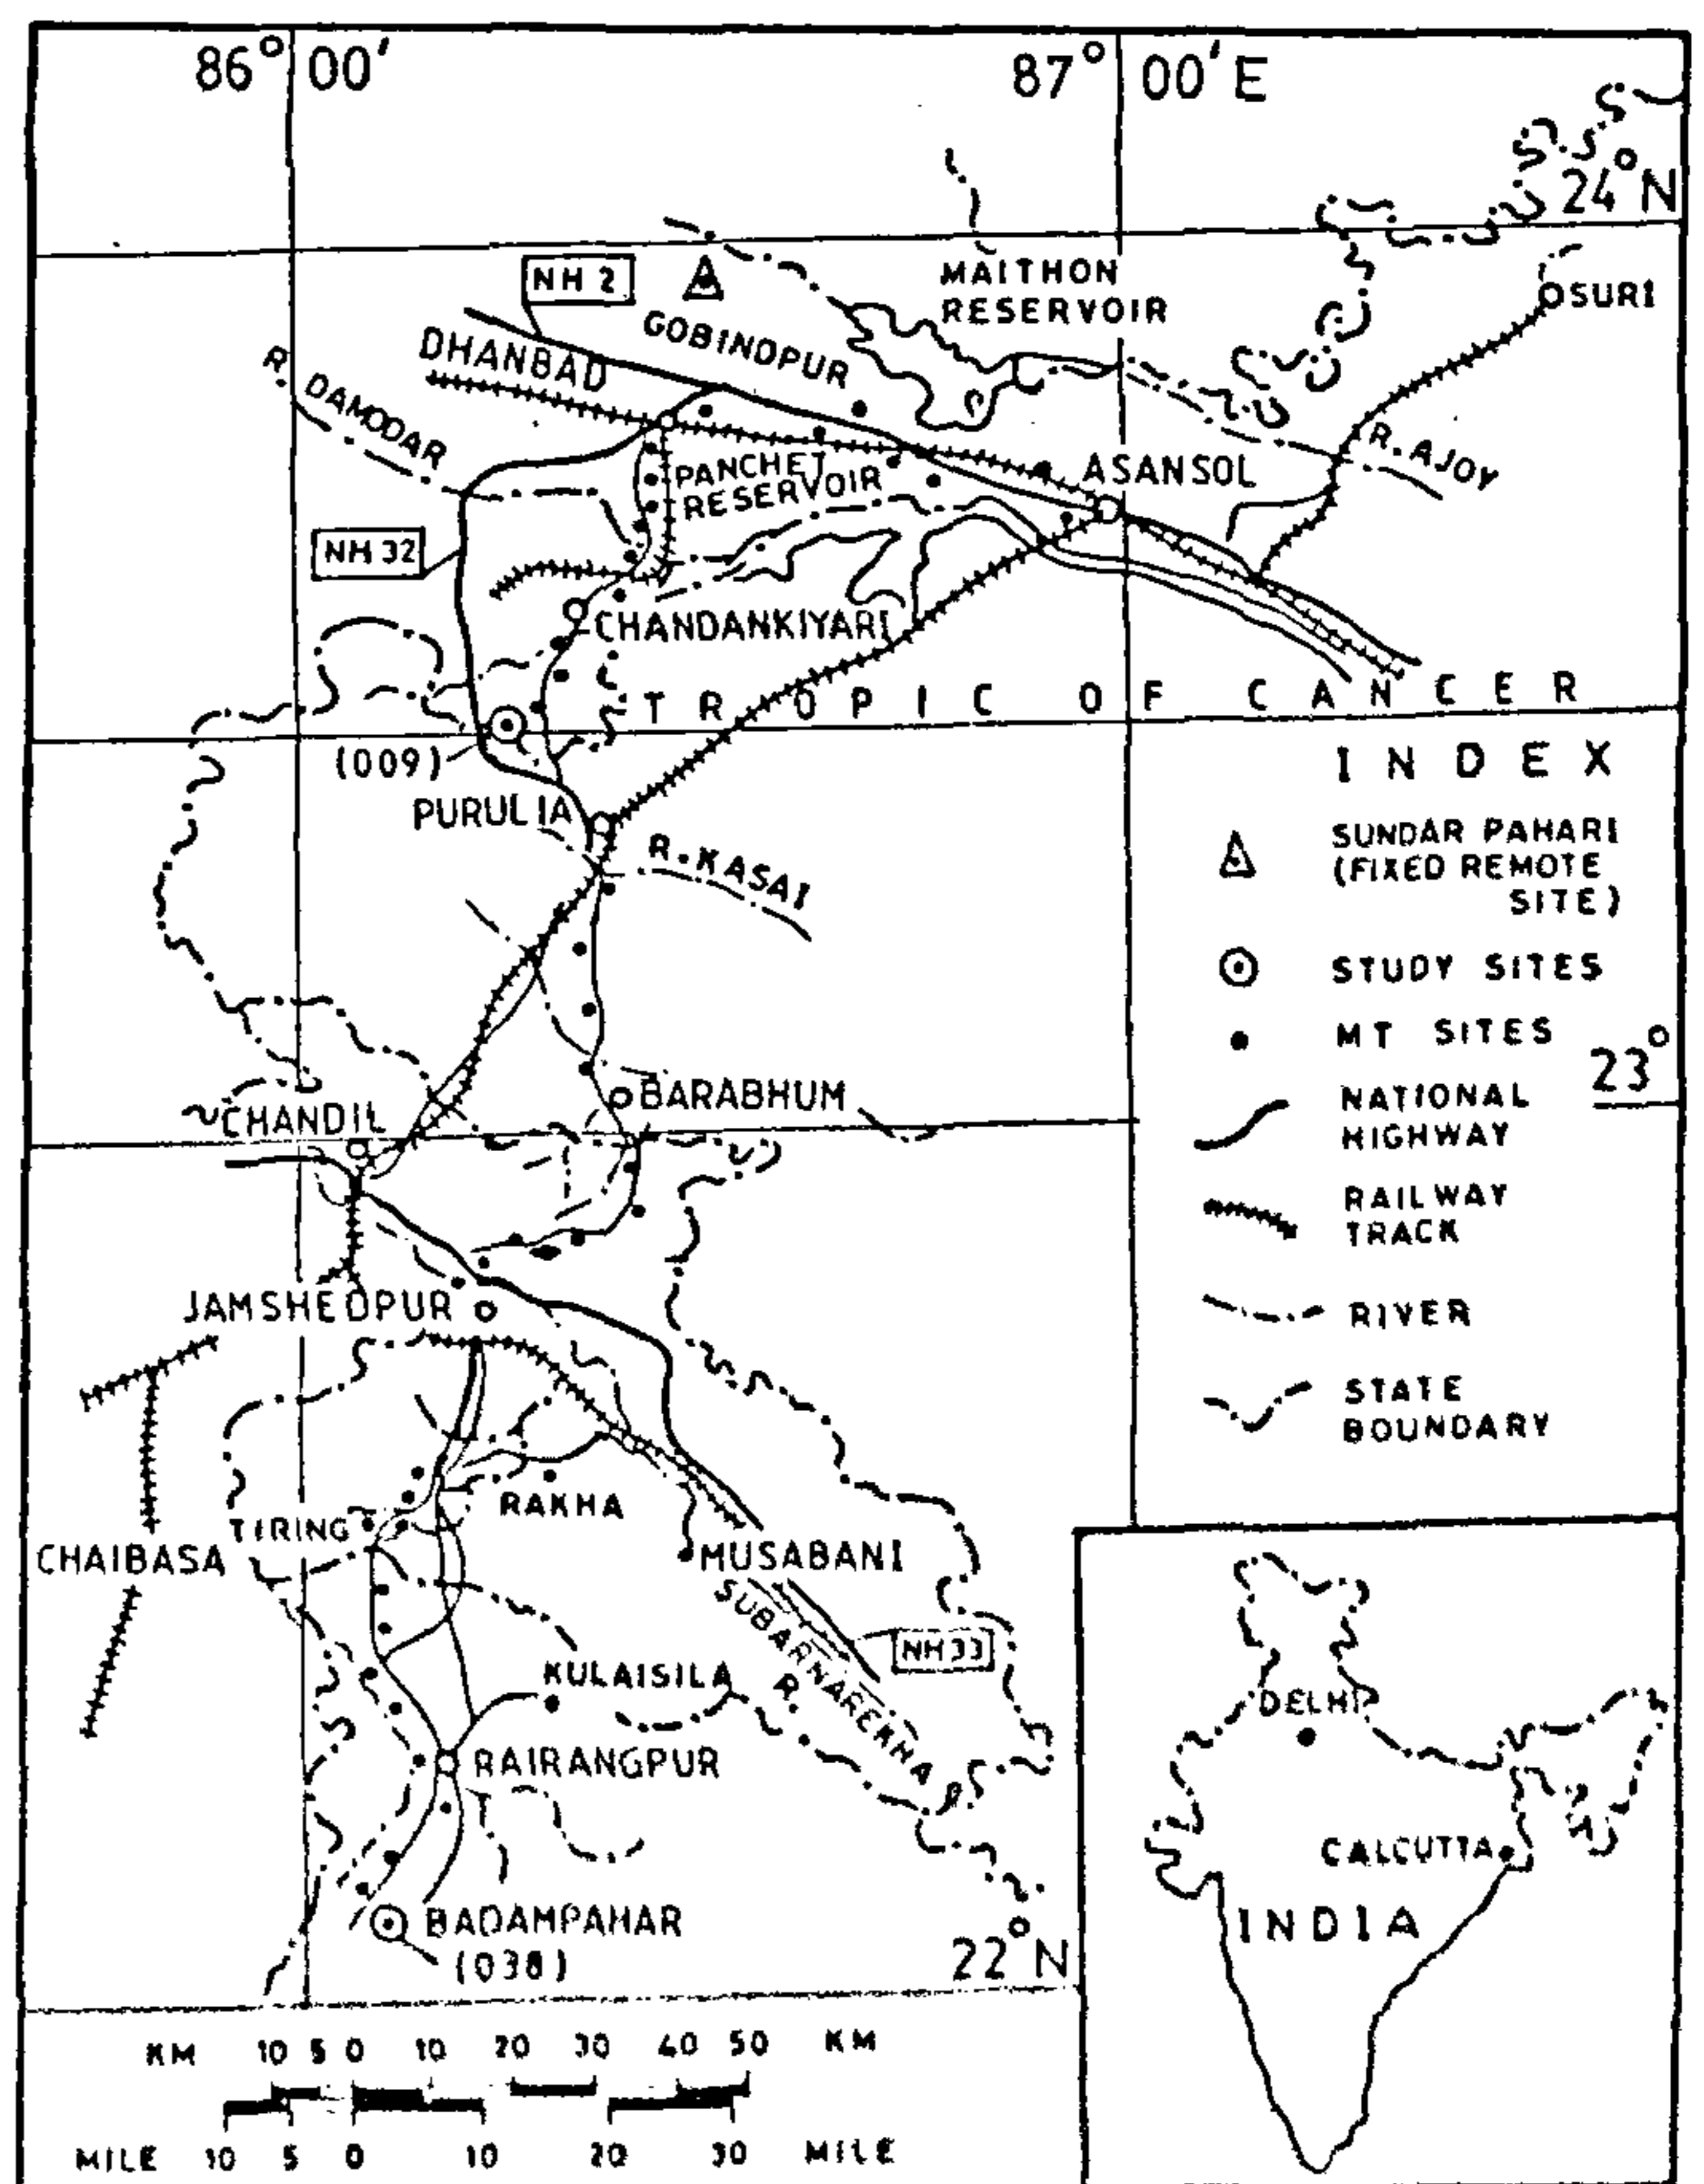 86° 00'
87° 00' E
24° N
NH 2
MAITHON
RESERVOIR
SURI
GOBINDPUR
DHANBAD
R. DAMODAR
R. AJOY
PANCHET
RESERVOIR
ASANSOL
NH 32
CHANDANKIYARI
TROPIC OF CANCER
(009)
PURULIA
R. KASAI
INDEX
SUNDAR PAHARI
(FIXED REMOTE
SITE)
STUDY SITES
MT SITES
23°
NATIONAL
HIGHWAY
RAILWAY
TRACK
RIVER
STATE
BOUNDARY
BARABHUM
CHANDIL
JAMSHEDPUR
RAKHA
TIRING
CHAIBASA
MUSABANI
SUBARNAREKHA R.
NH 33
KULAISILA
RAIRANGPUR
BADAMPAHAR
(038)
22° N
DELHI
CALCUTTA
INDIA
KM 10 5 0 10 20 30 40 50 KM
MILE 10 5 0 10 20 30 MILE